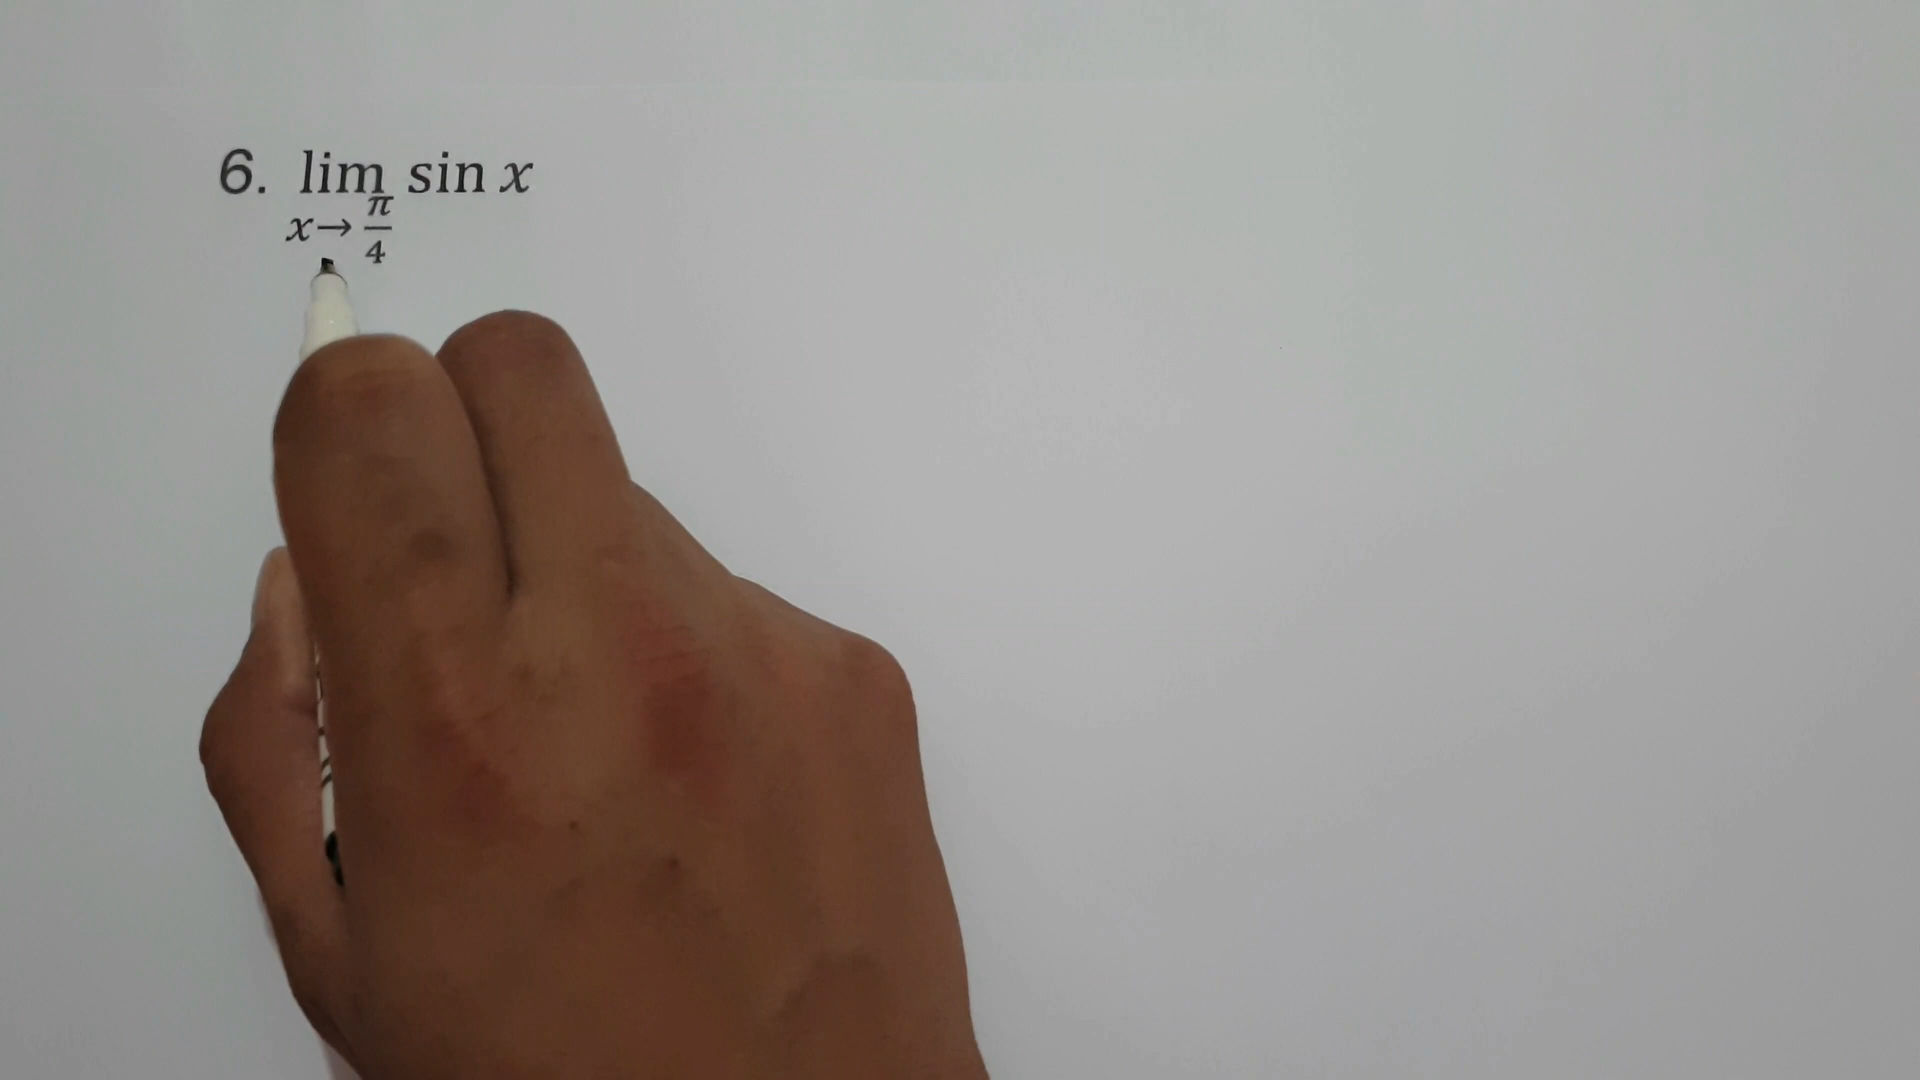 6. lim sin x
x→ π/4